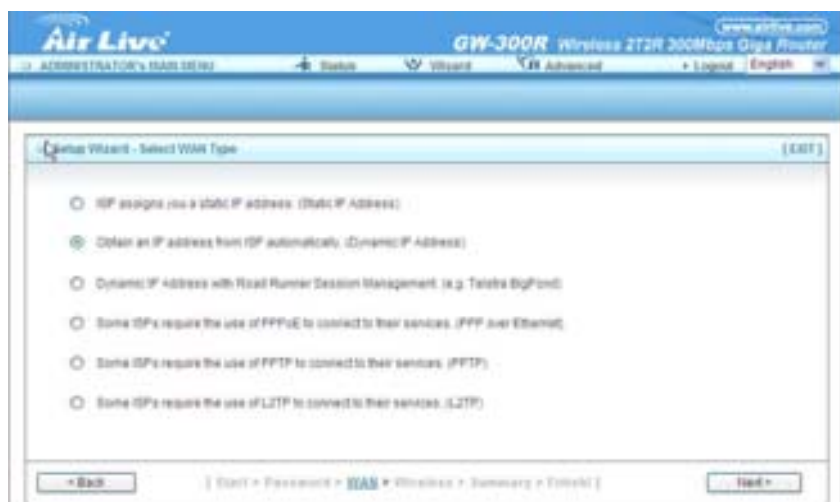 Air Live
www.airlive.com
GW-300R Wireless 2T2R 300Mbps Giga Router
ADMINISTRATOR's MAIN MENU Status Wizard Advanced Logout English
Setup Wizard - Select WAN Type [ EXIT ]
ISP assigns you a static IP address. (Static IP Address)
Obtain an IP address from ISP automatically. (Dynamic IP Address)
Dynamic IP Address with Road Runner Session Management. (e.g. Telstra BigPond)
Some ISPs require the use of PPPoE to connect to their services. (PPP over Ethernet)
Some ISPs require the use of PPTP to connect to their services. (PPTP)
Some ISPs require the use of L2TP to connect to their services. (L2TP)
< Back [ Start > Password > WAN > Wireless > Summary > Finish! ] Next >